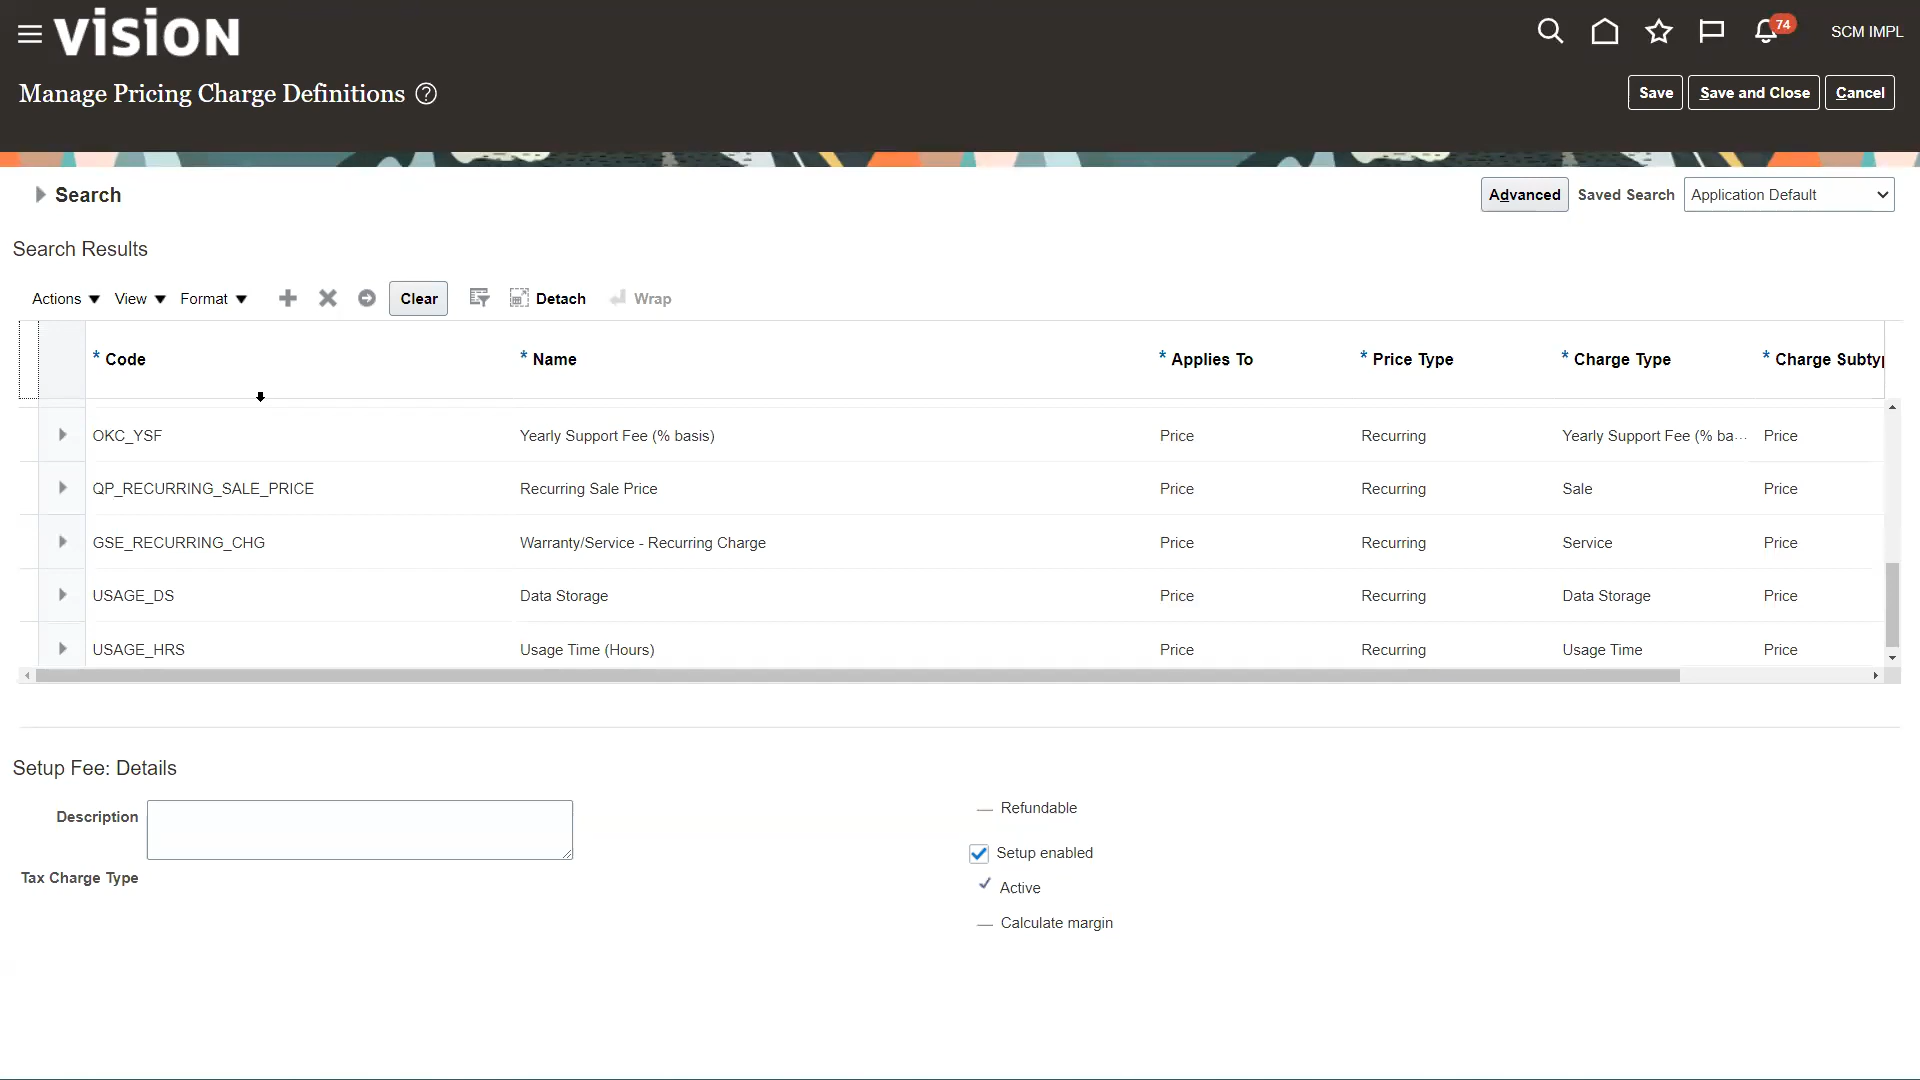 vision
74
SCM IMPL
Manage Pricing Charge Definitions
Save Save and Close Cancel
Search
Advanced Saved Search Application Default
Search Results
Actions View Format Clear Detach Wrap
* Code * Name * Applies To * Price Type * Charge Type * Charge Subtyp
OKC_YSF Yearly Support Fee (% basis) Price Recurring Yearly Support Fee (% ba... Price
QP_RECURRING_SALE_PRICE Recurring Sale Price Price Recurring Sale Price
GSE_RECURRING_CHG Warranty/Service - Recurring Charge Price Recurring Service Price
USAGE_DS Data Storage Price Recurring Data Storage Price
USAGE_HRS Usage Time (Hours) Price Recurring Usage Time Price
Setup Fee: Details
Description
Tax Charge Type
Refundable
Setup enabled
Active
Calculate margin